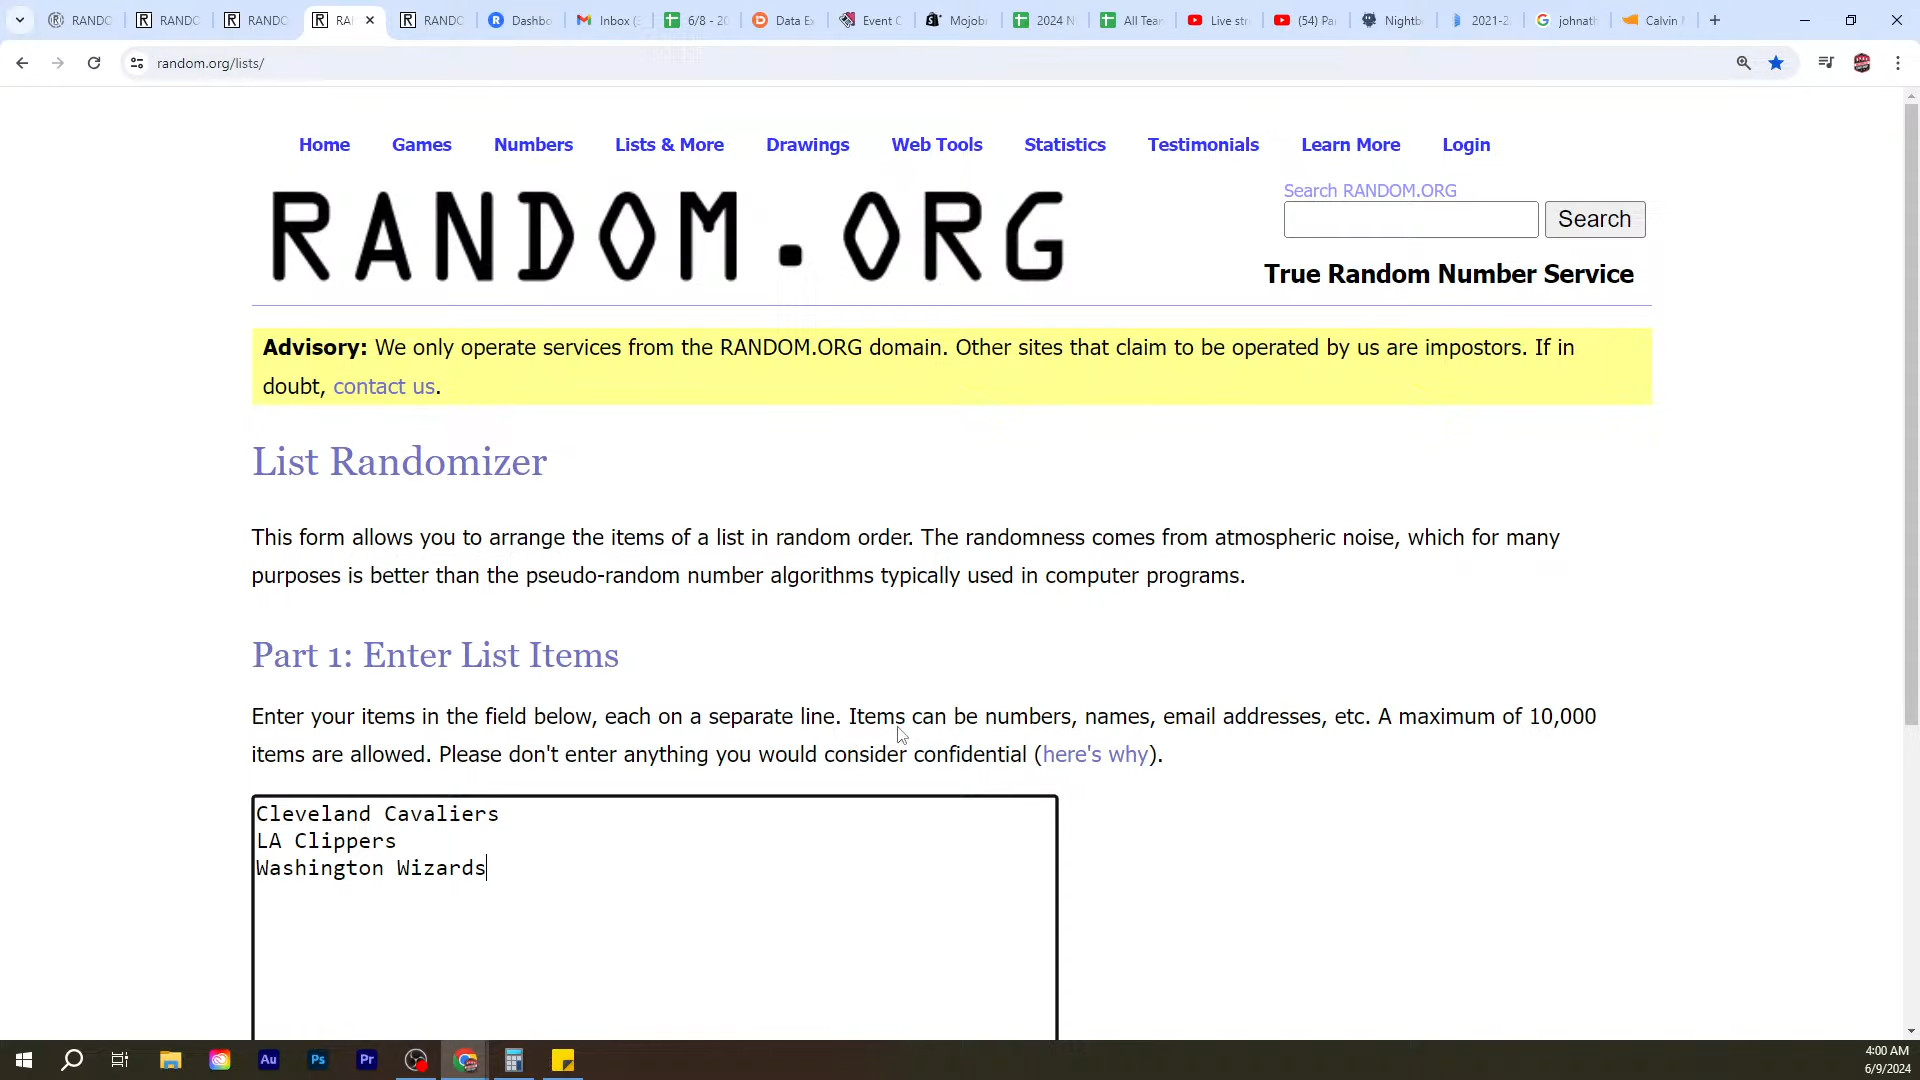 RANDO
RANDO
RANDO
RAI
RANDO
Dashbo
Inbox (
6/8 - 20
Data E
Event C
Mojobr
2024 N
All Tear
Live str
(54) Pa
Nightb
2021-2
johnath
Calvin
random.org/lists/
Home
Games
Numbers
Lists & More
Drawings
Web Tools
Statistics
Testimonials
Learn More
Login
RANDOM.ORG
Search RANDOM.ORG
Search
True Random Number Service
Advisory: We only operate services from the RANDOM.ORG domain. Other sites that claim to be operated by us are impostors. If in
doubt, contact us.
List Randomizer
This form allows you to arrange the items of a list in random order. The randomness comes from atmospheric noise, which for many
purposes is better than the pseudo-random number algorithms typically used in computer programs.
Part 1: Enter List Items
Enter your items in the field below, each on a separate line. Items can be numbers, names, email addresses, etc. A maximum of 10,000
items are allowed. Please don't enter anything you would consider confidential (here's why).
Cleveland Cavaliers
LA Clippers
Washington Wizards
Au
Ps
Pr
4:00 AM
6/9/2024